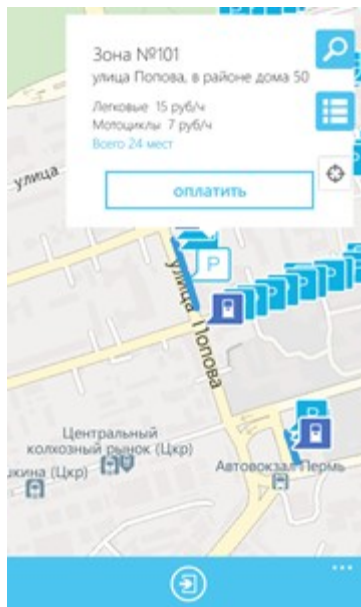 Зона №101
улица Попова, в районе дома 50
Легковые 15 руб/ч
Мотоциклы 7 руб/ч
Всего 24 мест
оплатить
улица
P
улица Попова
Центральный
колхозный рынок (Цкр)
Автовокзал Пермь
(Цкр)